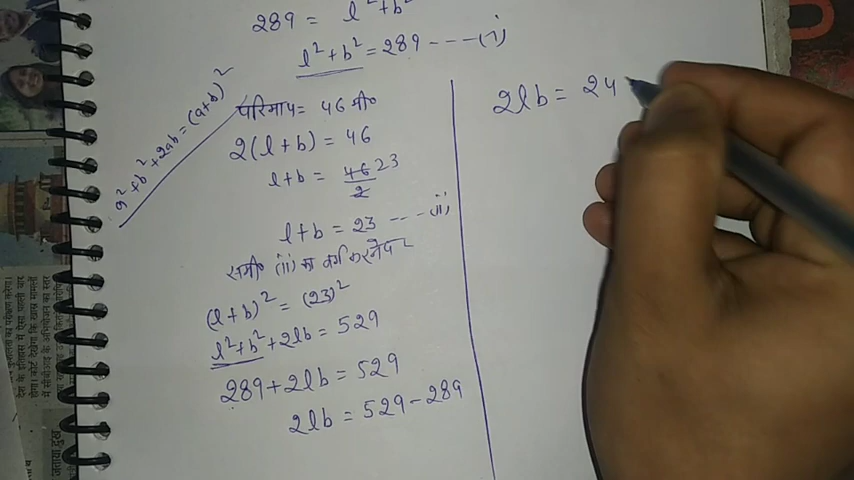 289 = l²+b²
l²+b² = 289 ----(i)
a²+b²+2ab = (a+b)²
परिमाप = 46 मी०
2(l+b) = 46
l+b = 46/2 23
l+b = 23 ----(ii)
समी० (ii) का वर्ग करने पर
(l+b)² = (23)²
l²+b²+2lb = 529
289+2lb = 529
2lb = 529-289
2lb = 24